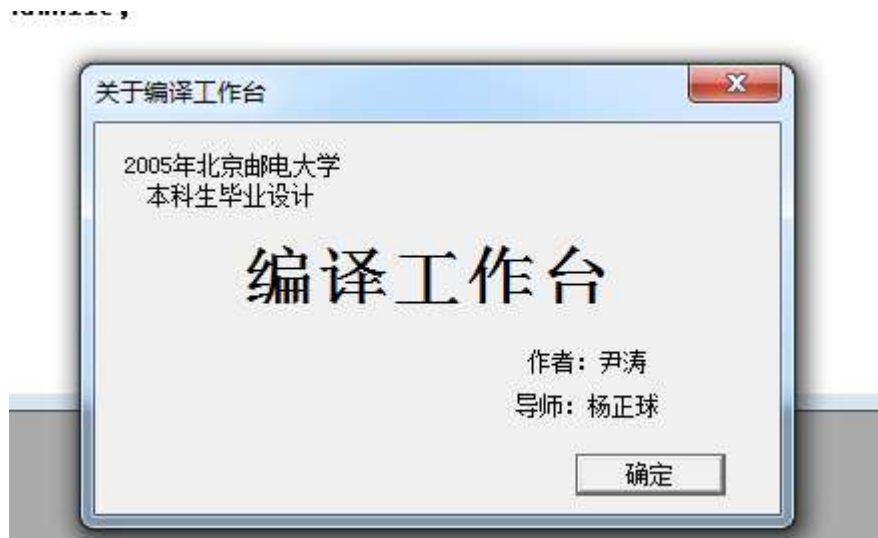 关于编译工作台
2005年北京邮电大学
本科生毕业设计
编译工作台
作者：尹涛
导师：杨正球
确定